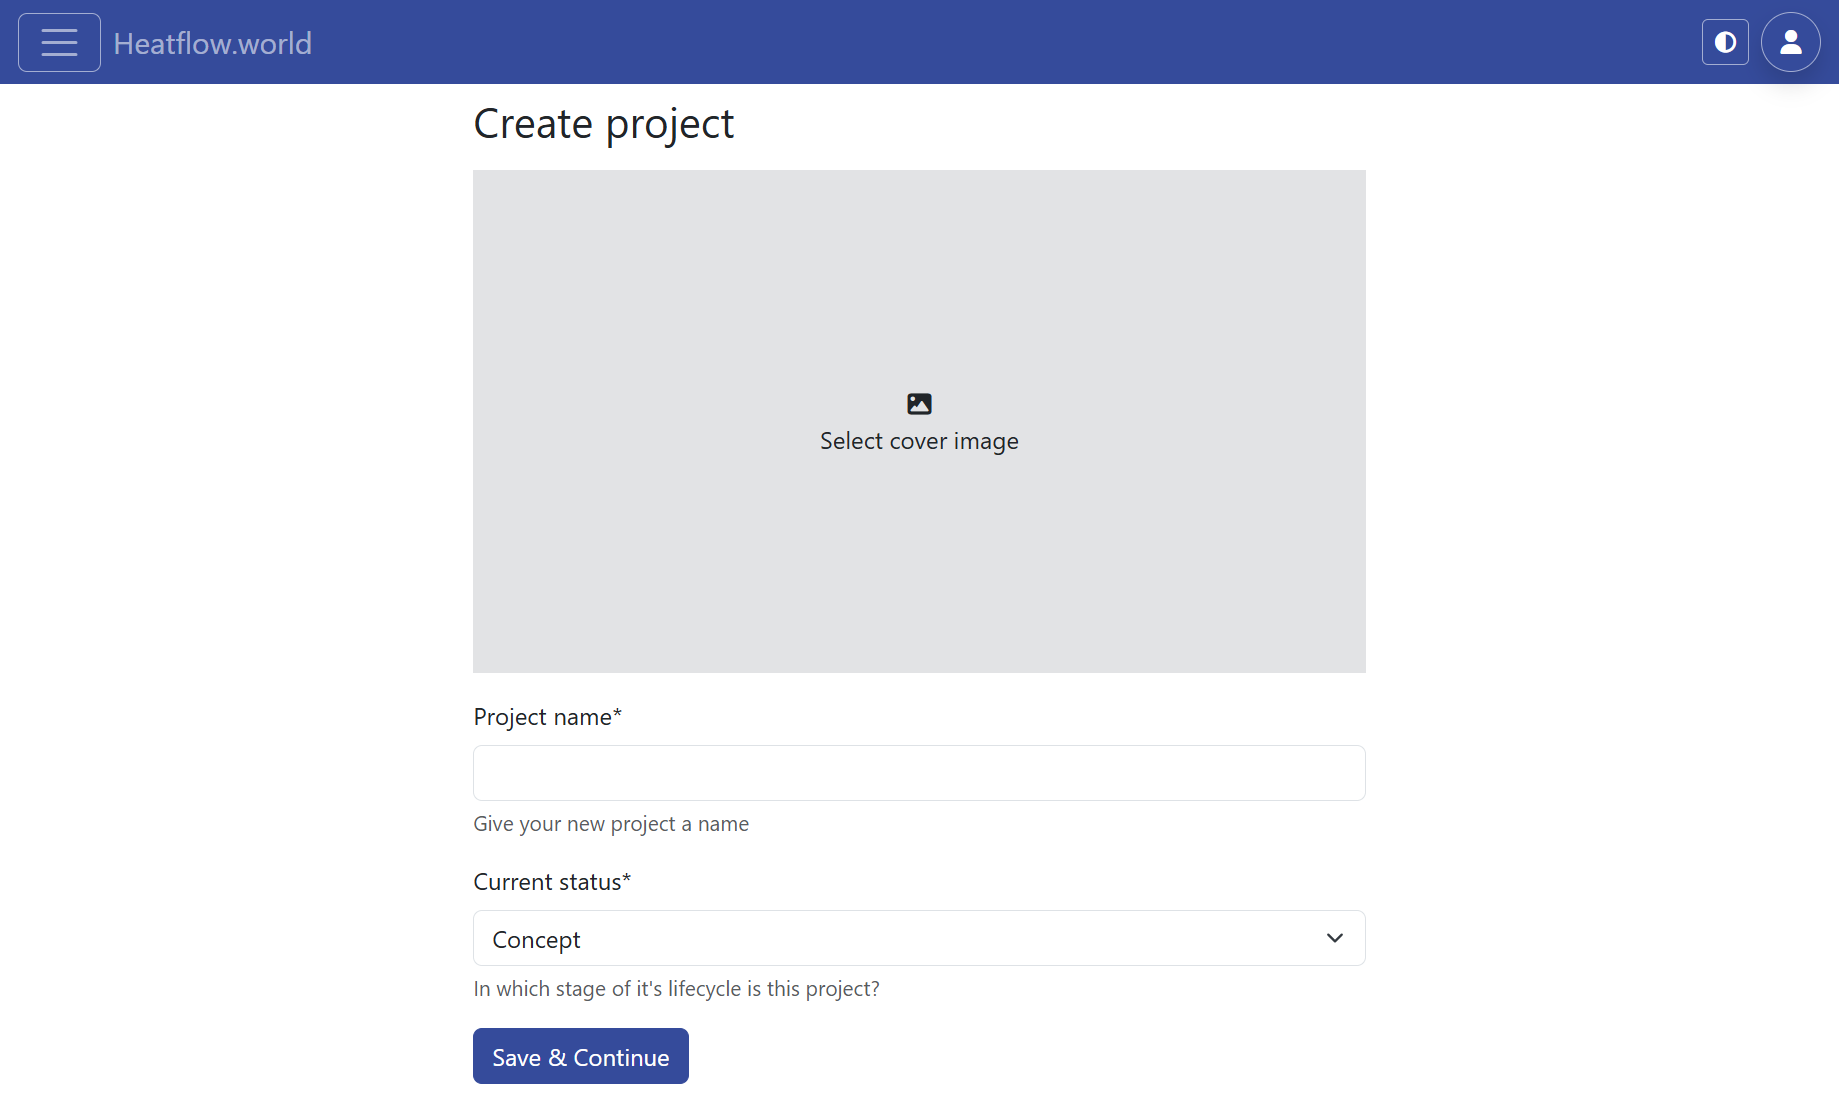 Heatflow.world
Create project
Select cover image
Project name*
Give your new project a name
Current status*
Concept
In which stage of it's lifecycle is this project?
Save & Continue